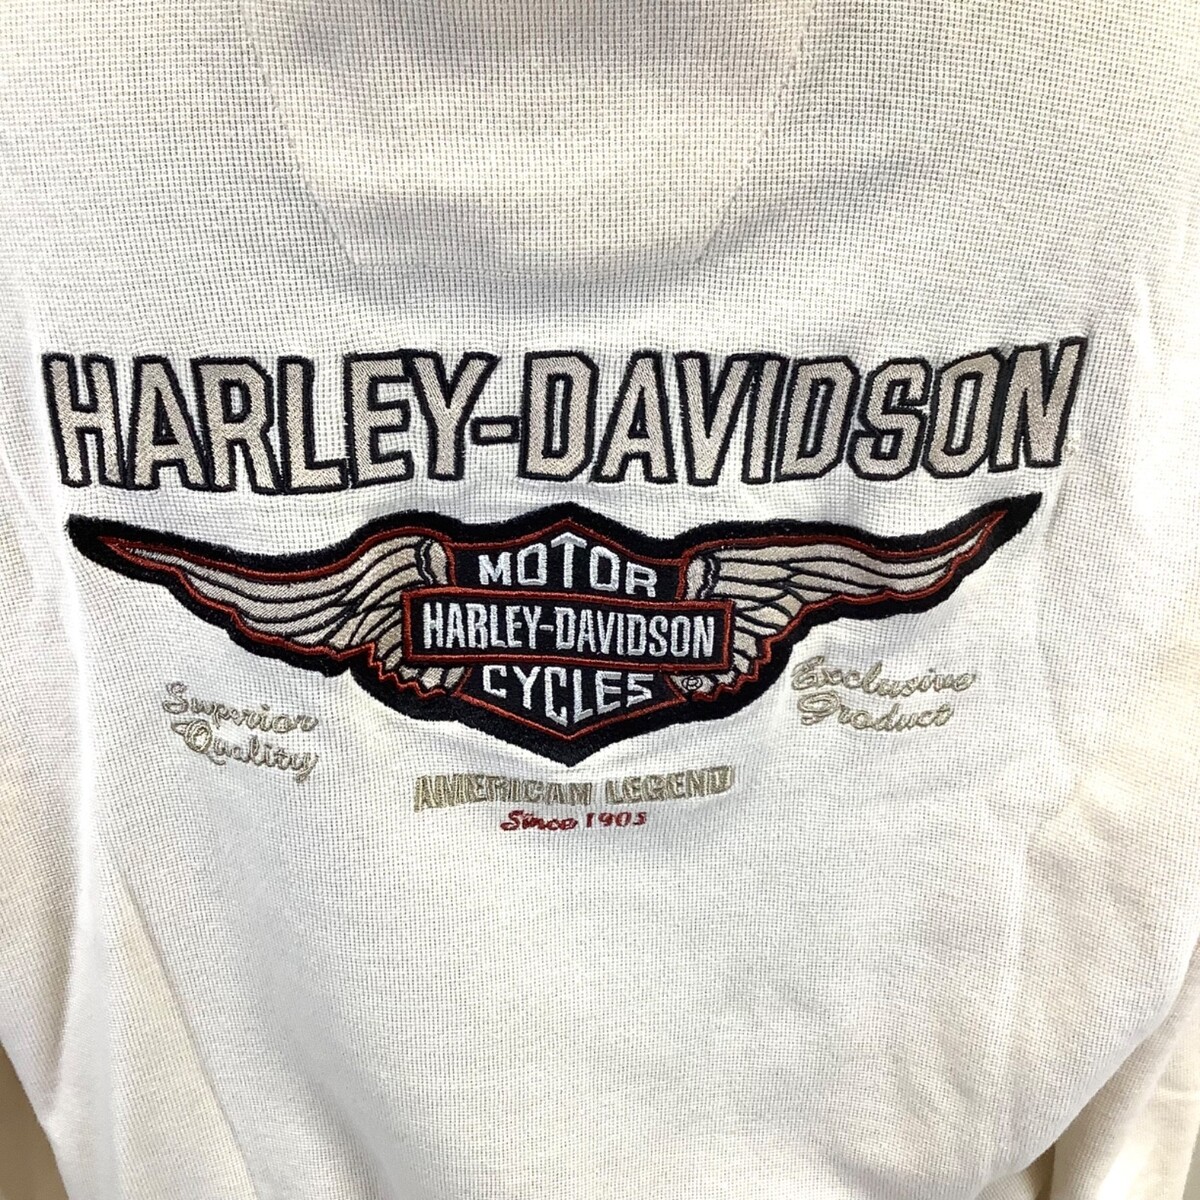 HARLEY-DAVIDSON
MOTOR
HARLEY-DAVIDSON
CYCLES ®
Superior
Quality
Exclusive
Product
AMERICAN LEGEND
Since 1903